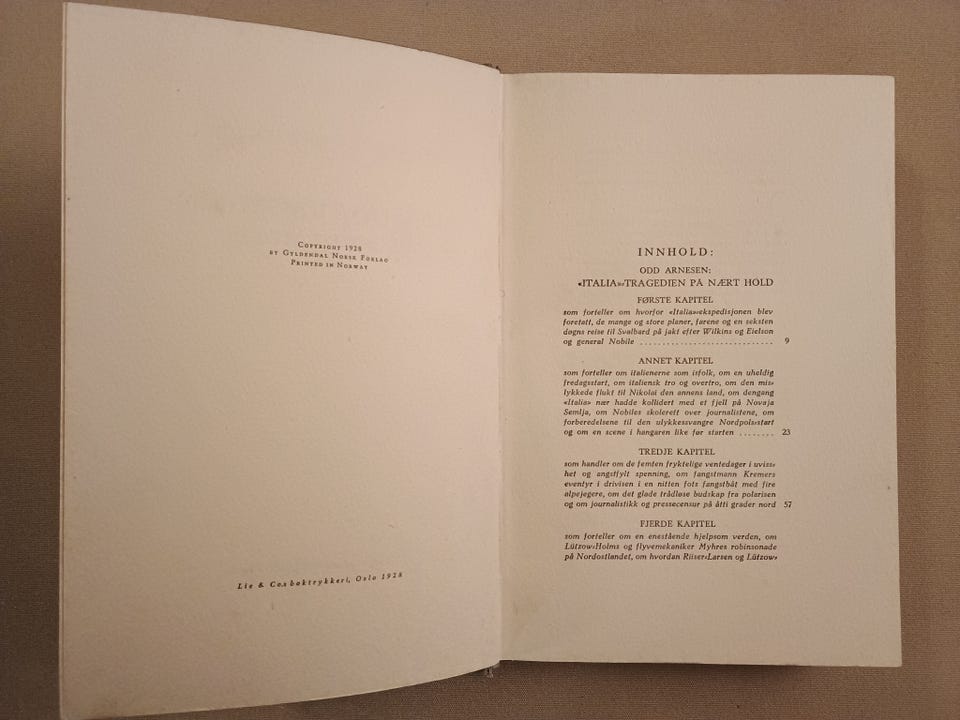 COPYRIGHT 1928
BY GYLDENDAL NORSK FORLAG
PRINTED IN NORWAY
Lie & Co.s boktrykkeri, Oslo 1928
INNHOLD:
ODD ARNESEN:
«ITALIA»-TRAGEDIEN PÅ NÆRT HOLD
FØRSTE KAPITEL
som forteller om hvorfor «Italia»-ekspedisjonen blev
foretatt, de mange og store planer, farene og en seksten
døgns reise til Svalbard på jakt efter Wilkins og Eielson
og general Nobile .............................. 9
ANNET KAPITEL
som forteller om italienerne som isfolk, om en uheldig
fredagsstart, om italiensk tro og overtro, om den mis-
lykkede flukt til Nikolai den annens land, om dengang
«Italia» nær hadde kollidert med et fjell på Novaja
Semlja, om Nobiles skolerett over journalistene, om
forberedelsene til den ulykkessvangre Nordpols-start
og om en scene i hangaren like før starten ........ 23
TREDJE KAPITEL
som handler om de femten fryktelige ventedager i uviss-
het og angstfylt spenning, om fangstmann Kremers
eventyr i drivisen i en nitten fots fangstbåt med fire
alpejegere, om det glade trådløse budskap fra polarisen
og om journalistikk og pressecensur på åtti grader nord 57
FJERDE KAPITEL
som forteller om en enestående hjelpsom verden, om
Lützow-Holms og flyvemekaniker Myhres robinsonade
på Nordostlandet, om hvordan Riiser-Larsen og Lützow-